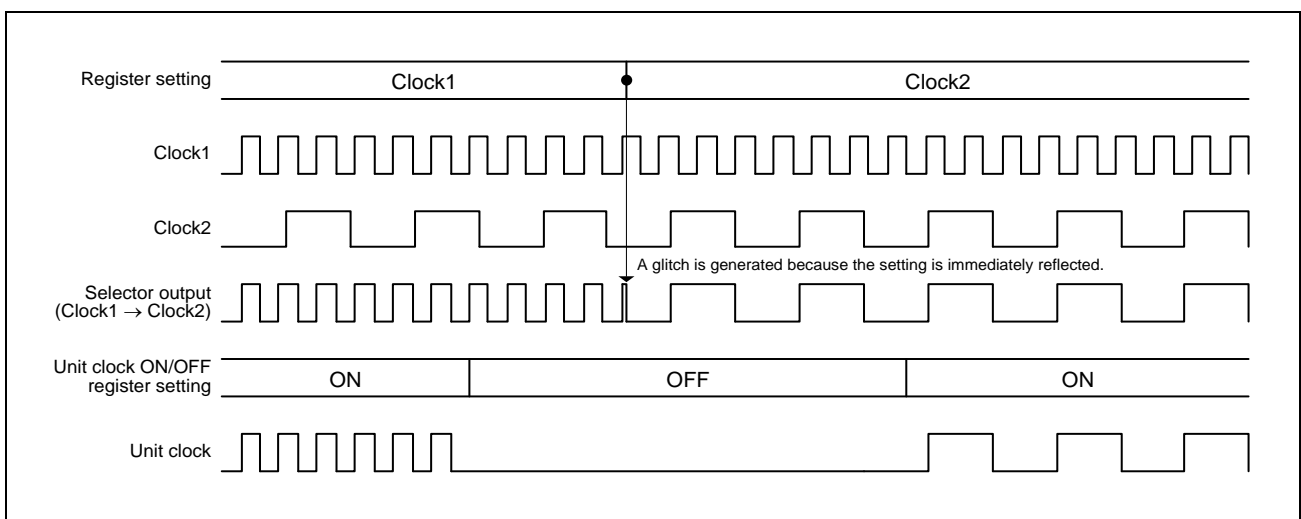 Register setting
Clock1
Clock2
Clock1
Clock2
A glitch is generated because the setting is immediately reflected.
Selector output
(Clock1 → Clock2)
Unit clock ON/OFF
register setting
ON
OFF
ON
Unit clock